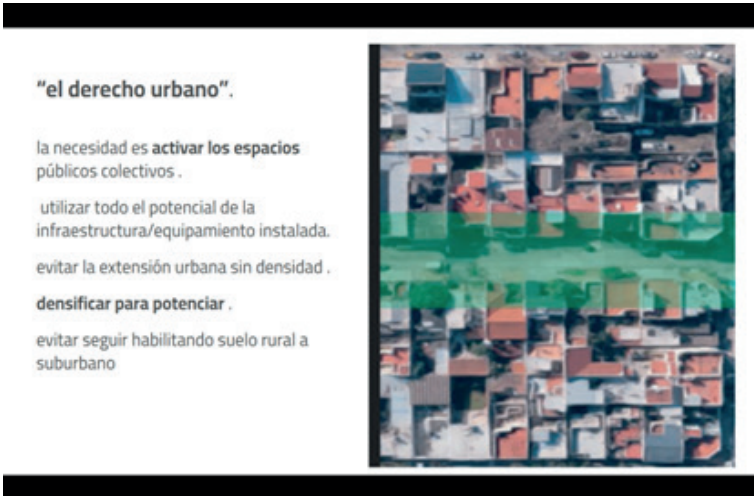 “el derecho urbano”.
la necesidad es activar los espacios
públicos colectivos .
utilizar todo el potencial de la
infraestructura/equipamiento instalada.
evitar la extensión urbana sin densidad .
densificar para potenciar .
evitar seguir habilitando suelo rural a
suburbano